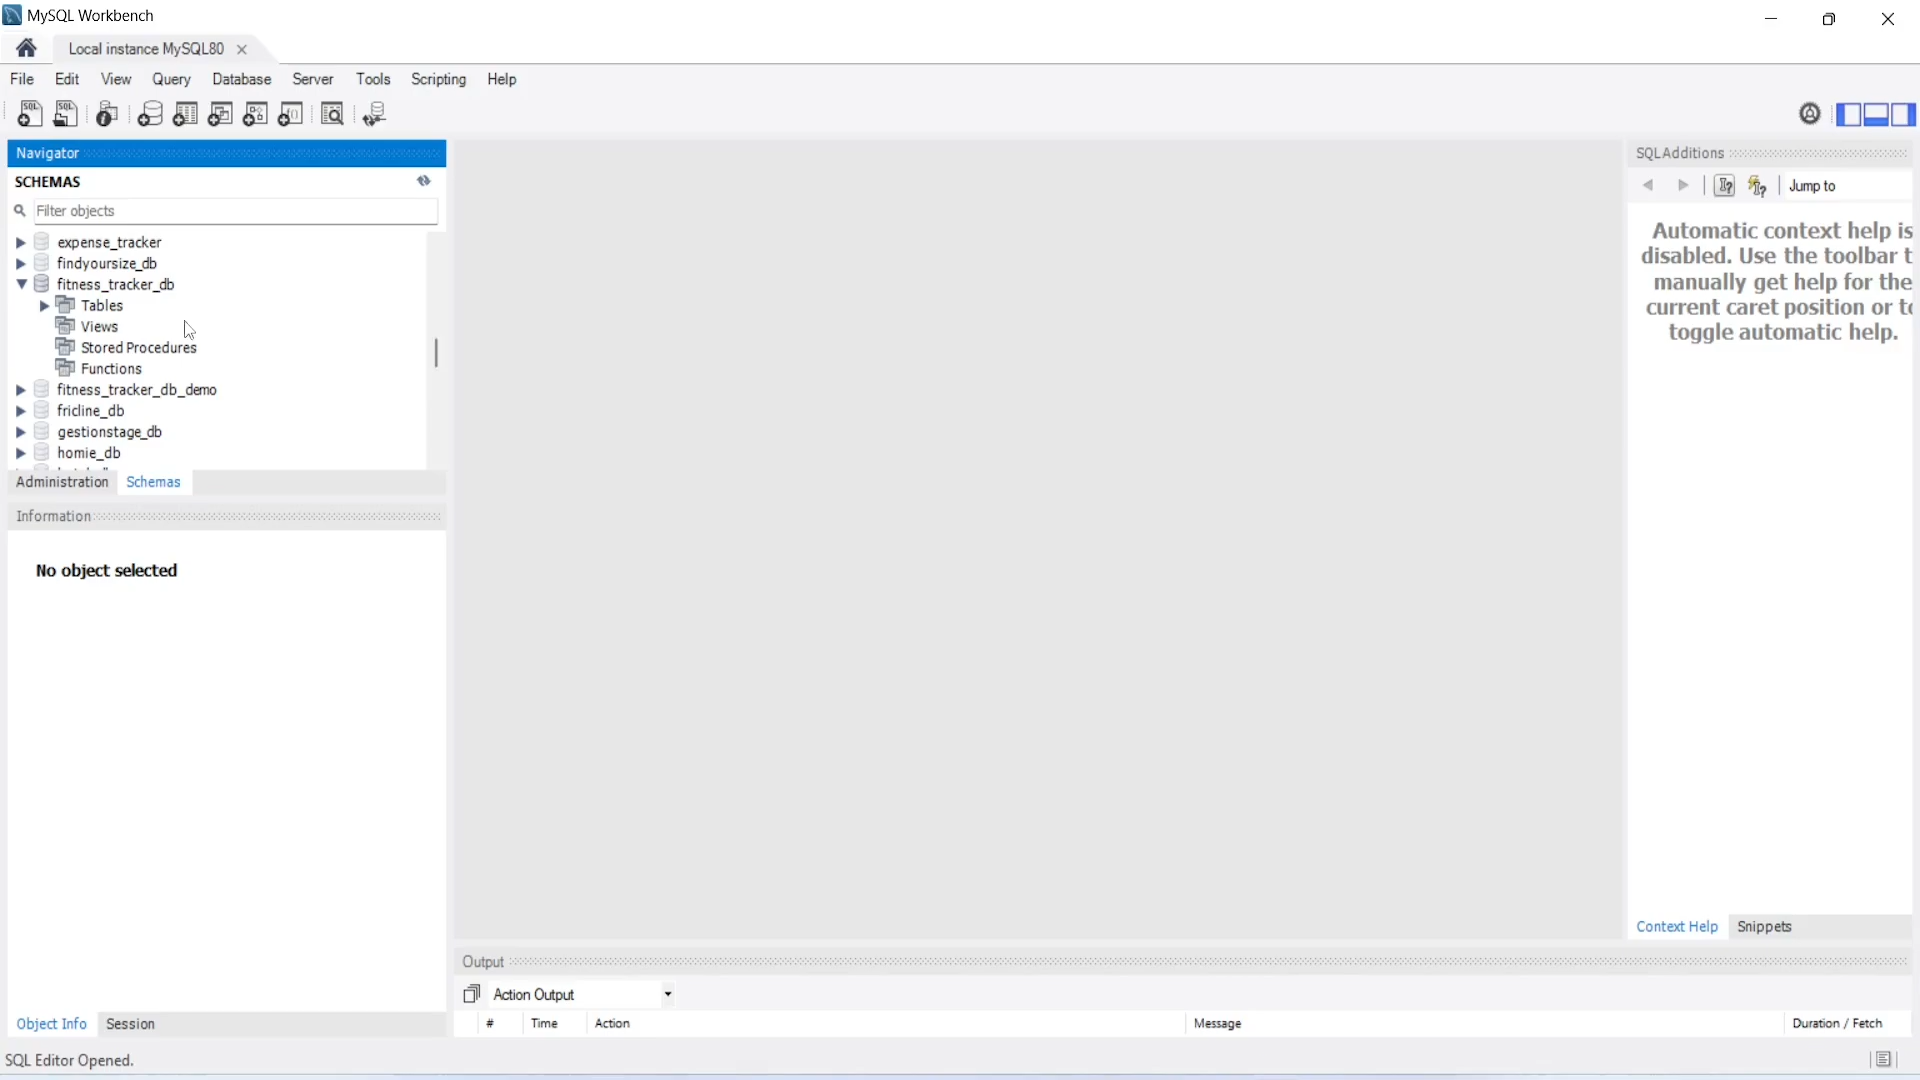 MySQL Workbench
Local instance MySQL80
File Edit View Query Database Server Tools Scripting Help
Navigator
SCHEMAS
Filter objects
expense_tracker
findyoursize_db
fitness_tracker_db
Tables
Views
Stored Procedures
Functions
fitness_tracker_db_demo
fricline_db
gestionstage_db
homie_db
Administration Schemas
Information
No object selected
Object Info Session
SQL Editor Opened.
SQLAdditions
Jump to
Automatic context help is
disabled. Use the toolbar t
manually get help for the
current caret position or to
toggle automatic help.
Context Help Snippets
Output
Action Output
# Time Action Message Duration / Fetch